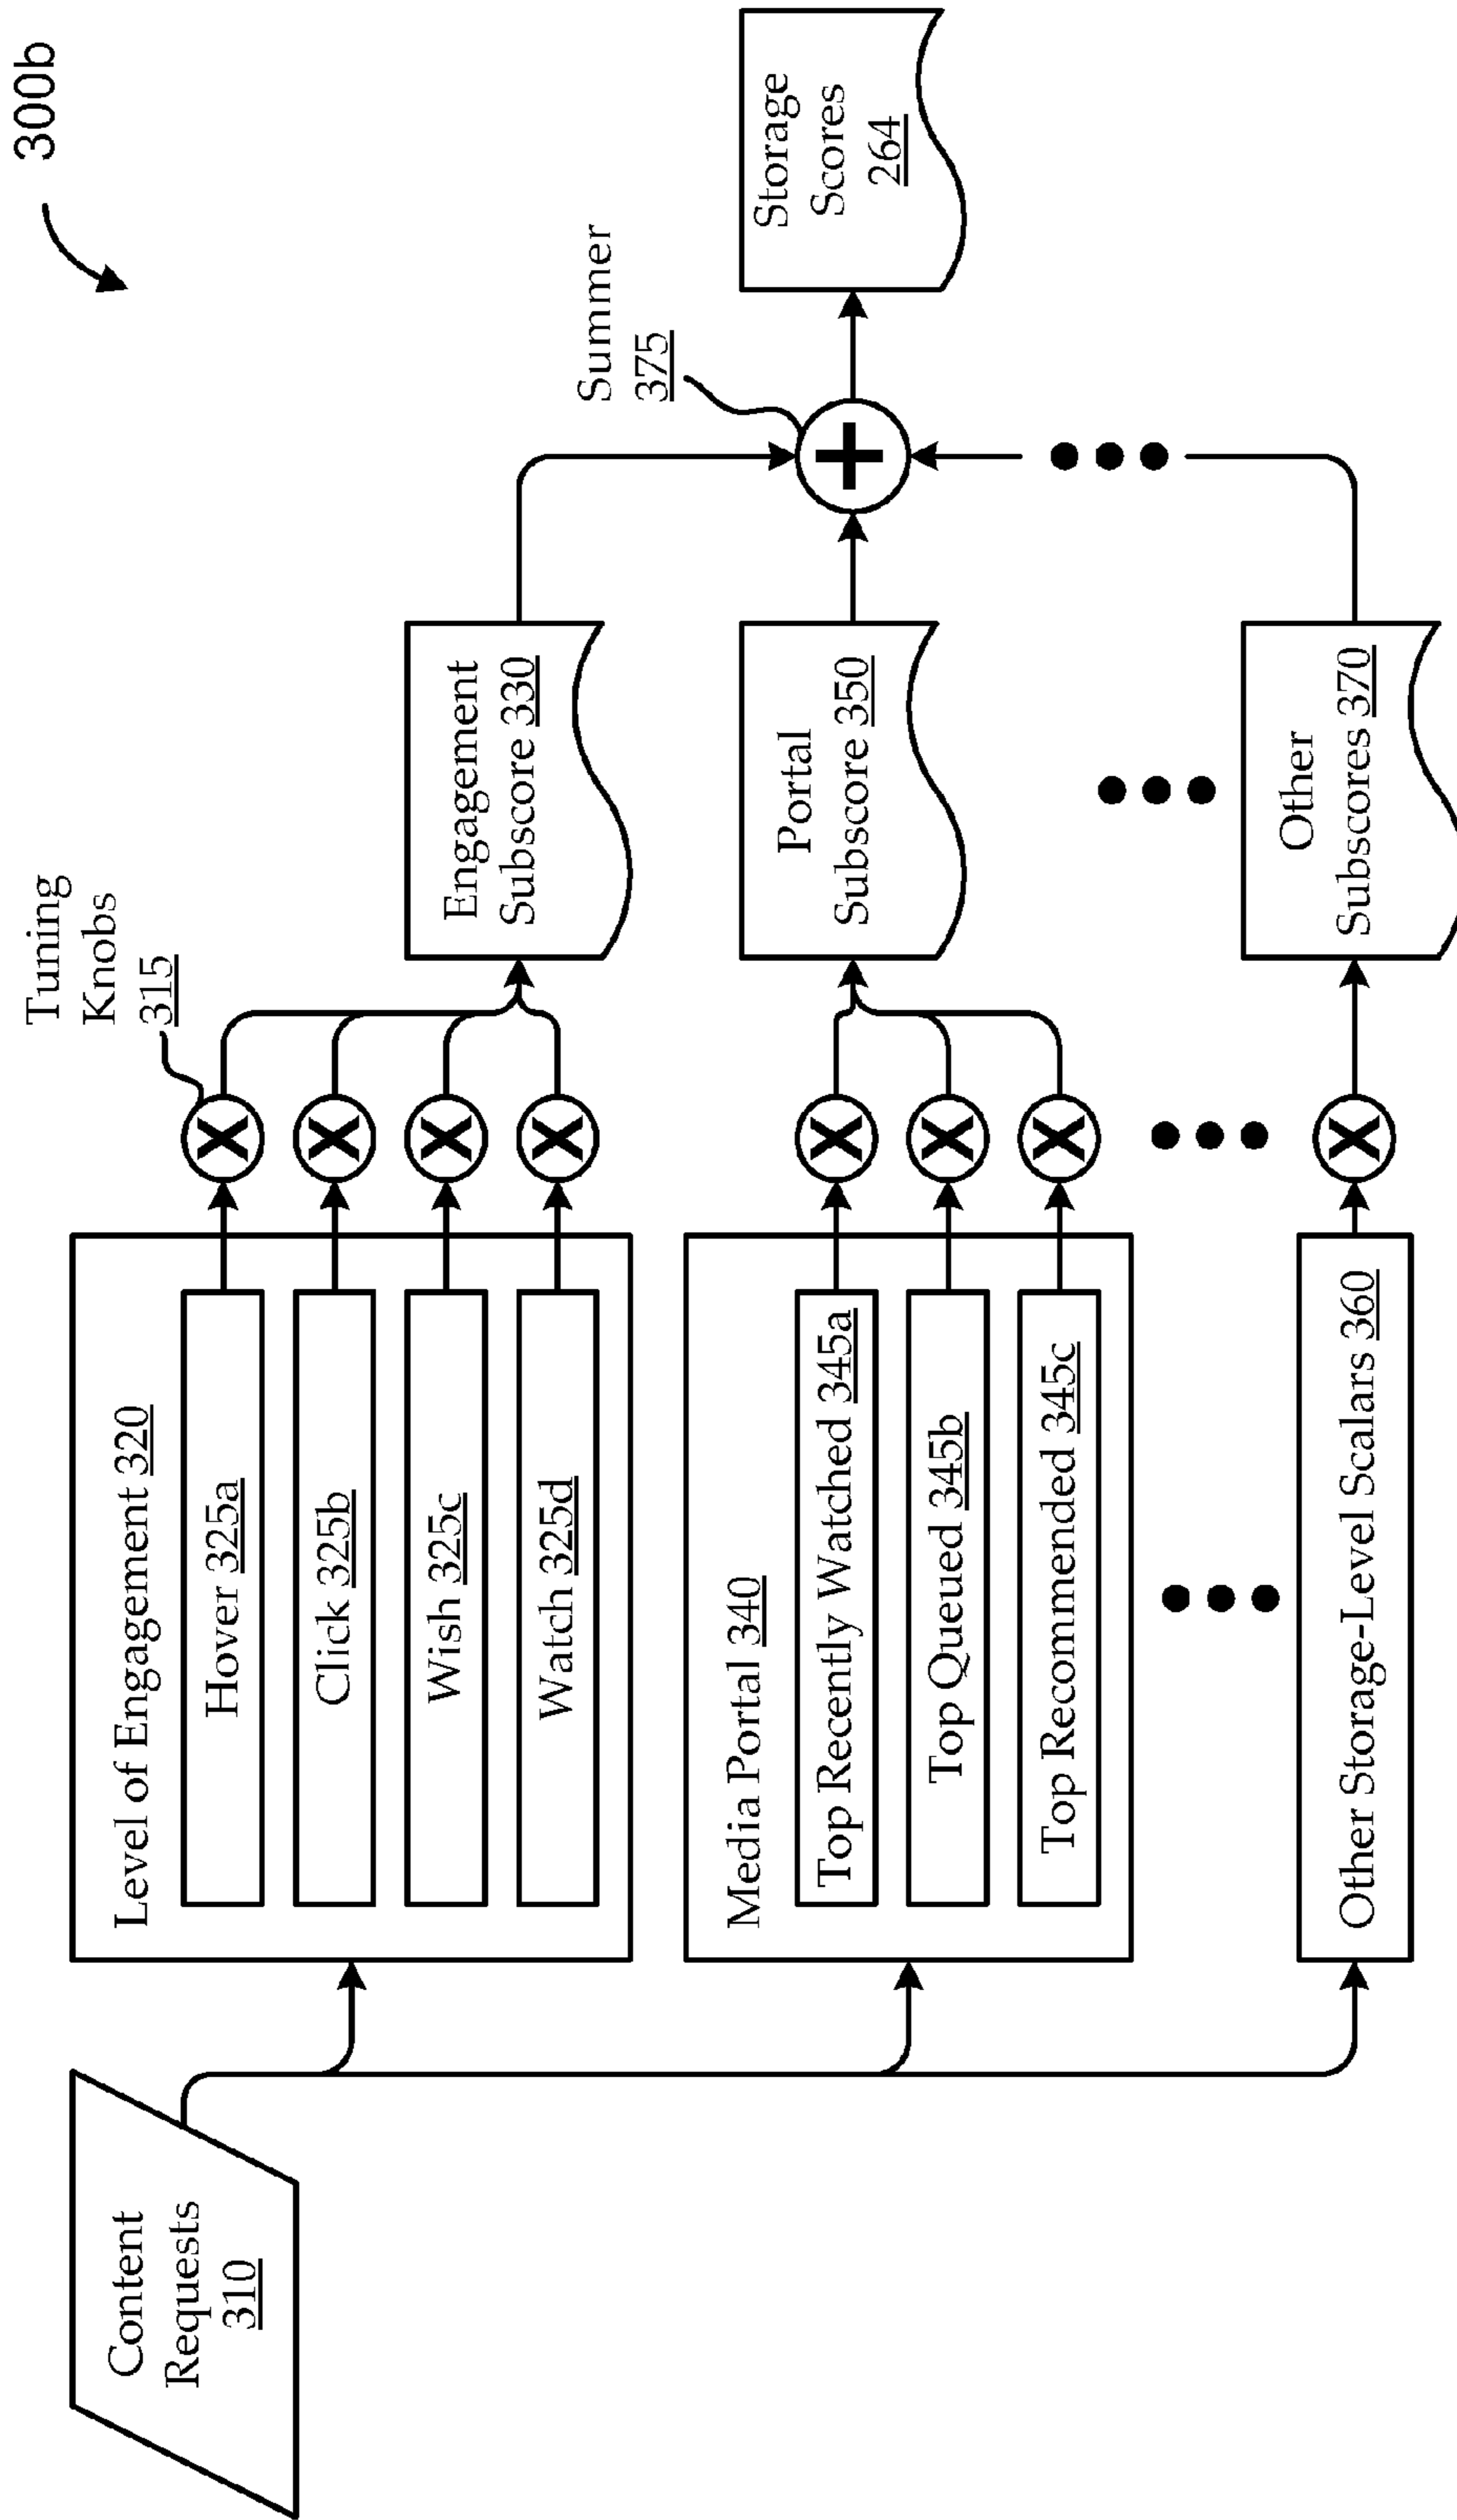 300b
Tuning
Knobs
315
Content
Requests
310
Level of Engagement 320
Hover 325a
Click 325b
Wish 325c
Watch 325d
Engagement
Subscore 330
Summer
375
Media Portal 340
Top Recently Watched 345a
Top Queued 345b
Top Recommended 345c
Portal
Subscore 350
Storage
Scores
264
Other Storage-Level Scalars 360
Other
Subscores 370